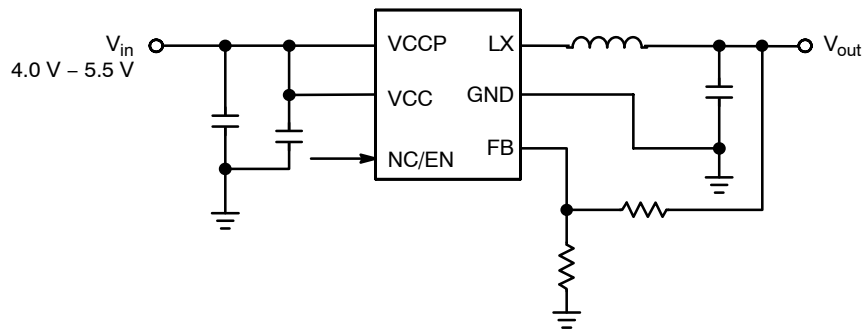 V_in
4.0 V − 5.5 V
VCCP
LX
V_out
VCC
GND
NC/EN
FB